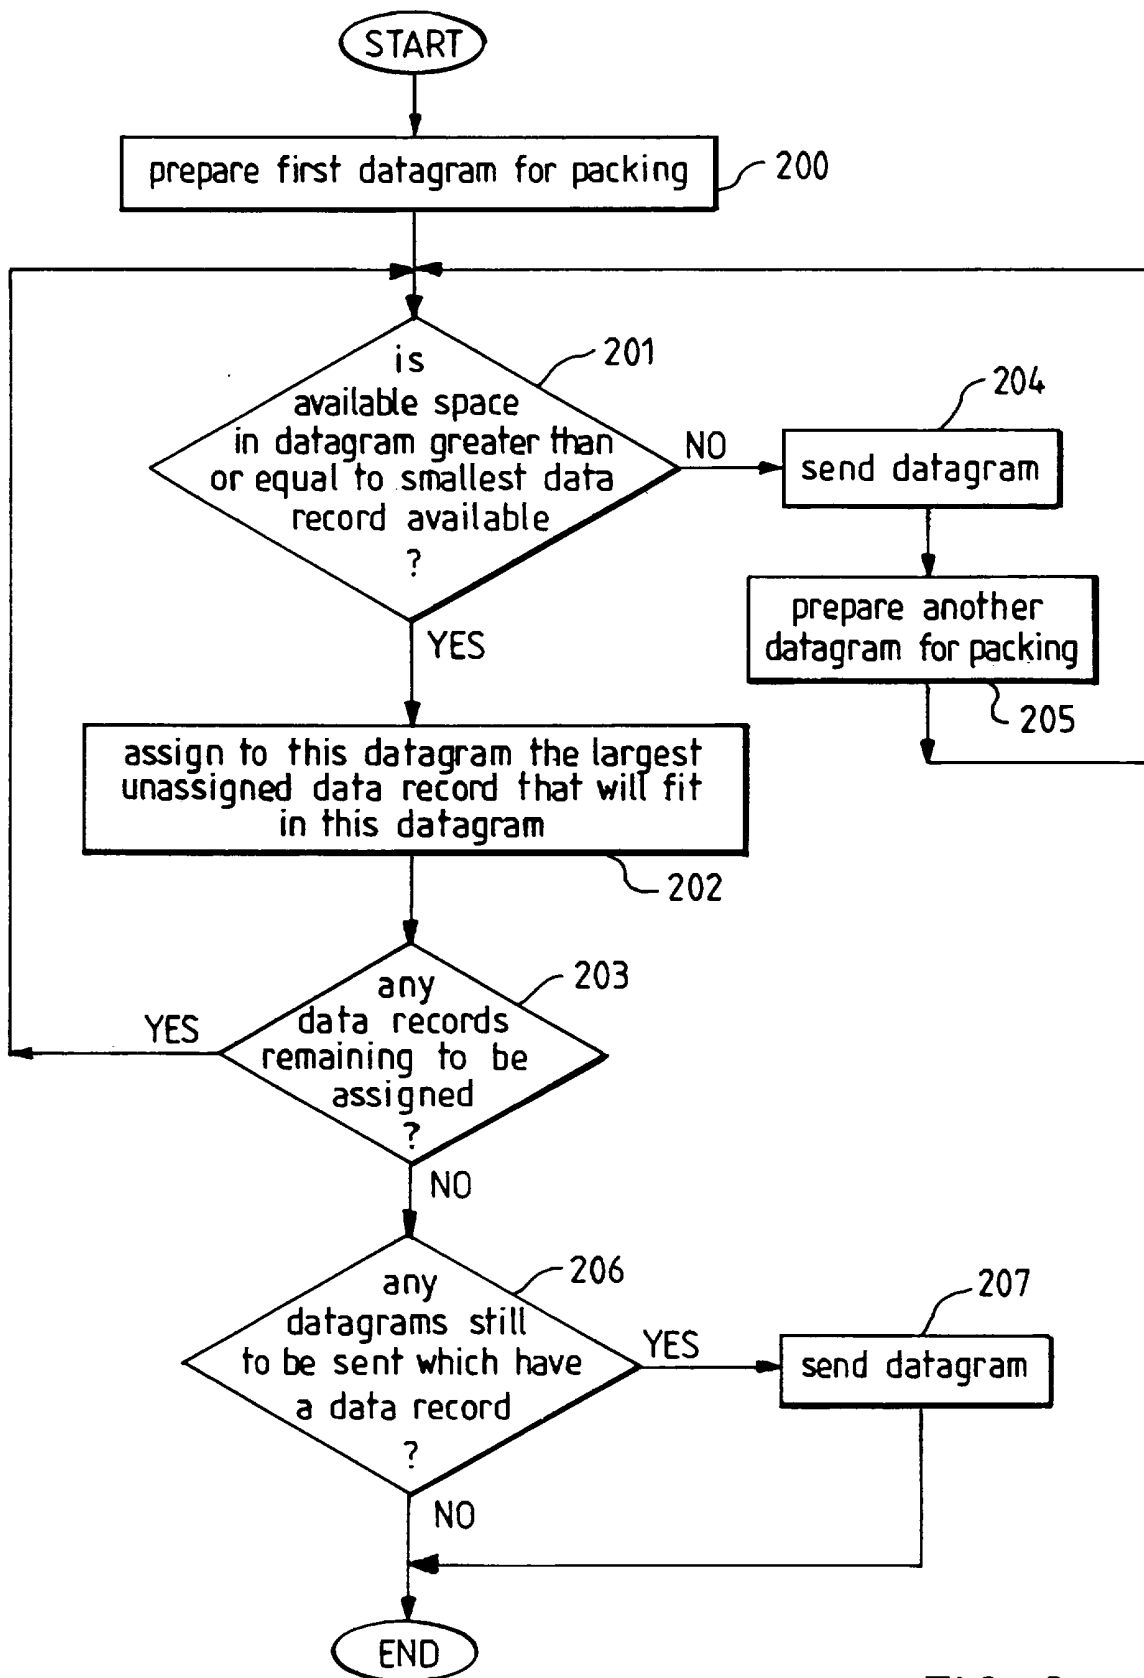 START
prepare first datagram for packing
200
is
available space
in datagram greater than
or equal to smallest data
record available
?
201
NO
204
send datagram
prepare another
datagram for packing
205
YES
assign to this datagram the largest
unassigned data record that will fit
in this datagram
202
any
data records
remaining to be
assigned
?
203
YES
NO
any
datagrams still
to be sent which have
a data record
?
206
YES
207
send datagram
NO
END